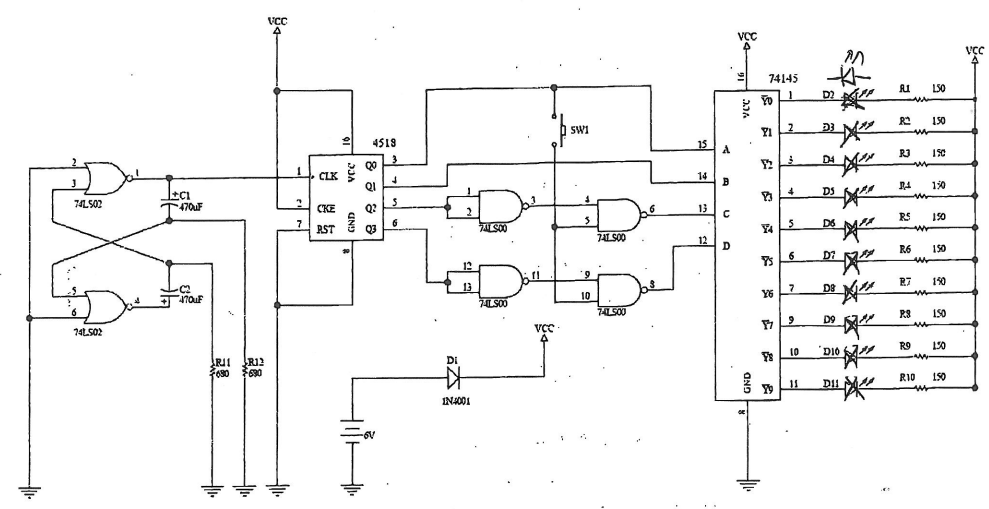 VCC
VCC
VCC
16
74145
VCC
Y0
1
D2
R1
150
Y1
2
D3
R2
150
Y2
3
D4
R3
150
Y3
4
D5
R4
150
Y4
5
D6
R5
150
Y5
6
D7
R6
150
Y6
7
D8
R7
150
Y7
9
D9
R8
150
Y8
10
D10
R9
150
Y9
11
D11
R10
150
15
A
14
B
13
C
12
D
GND
8
SW1
4518
16
VCC
1
CLK
2
CKE
7
RST
GND
8
Q0
3
Q1
4
Q2
5
Q3
6
2
3
1
74LS02
+
C1
470uF
5
6
4
74LS02
C2
470uF
+
R11
680
R12
680
1
2
3
74LS00
4
5
6
74LS00
12
13
11
74LS00
9
10
8
74LS00
VCC
D1
1N4001
6V